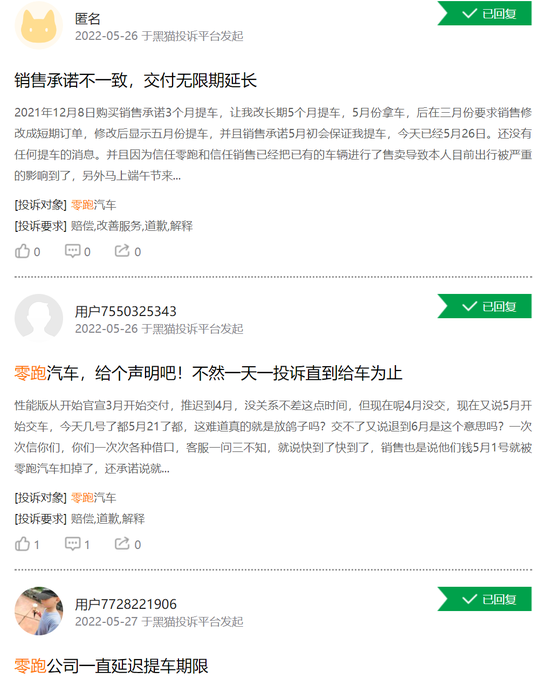 匿名
已回复
2022-05-26 于黑猫投诉平台发起
销售承诺不一致，交付无限期延长
2021年12月8日购买销售承诺3个月提车，让我改长期5个月提车，5月份拿车，后在三月份要求销售修
改成短期订单，修改后显示五月份提车，并且销售承诺5月初会保证我提车，今天已经5月26日。还没有
任何提车的消息。并且因为信任零跑和信任销售已经把已有的车辆进行了售卖导致本人目前出行被严重
的影响到了，另外马上端午节来...
[投诉对象] 零跑汽车
[投诉要求] 赔偿,改善服务,道歉,解释
0 0 0
用户7550325343
已回复
2022-05-26 于黑猫投诉平台发起
零跑汽车，给个声明吧！不然一天一投诉直到给车为止
性能版从开始官宣3月开始交付，推迟到4月，没关系不差这点时间，但现在呢4月没交，现在又说5月开
始交车，今天几号了都5月21了都，这难道真的就是放鸽子吗？交不了又说退到6月是这个意思吗？一次
次信你们，你们一次次各种借口，客服一问三不知，就说快到了快到了，销售也是说他们钱5月1号就被
零跑汽车扣掉了，还承诺说就...
[投诉对象] 零跑汽车
[投诉要求] 赔偿,道歉,解释
1 1 0
用户7728221906
已回复
2022-05-27 于黑猫投诉平台发起
零跑公司一直延迟提车期限